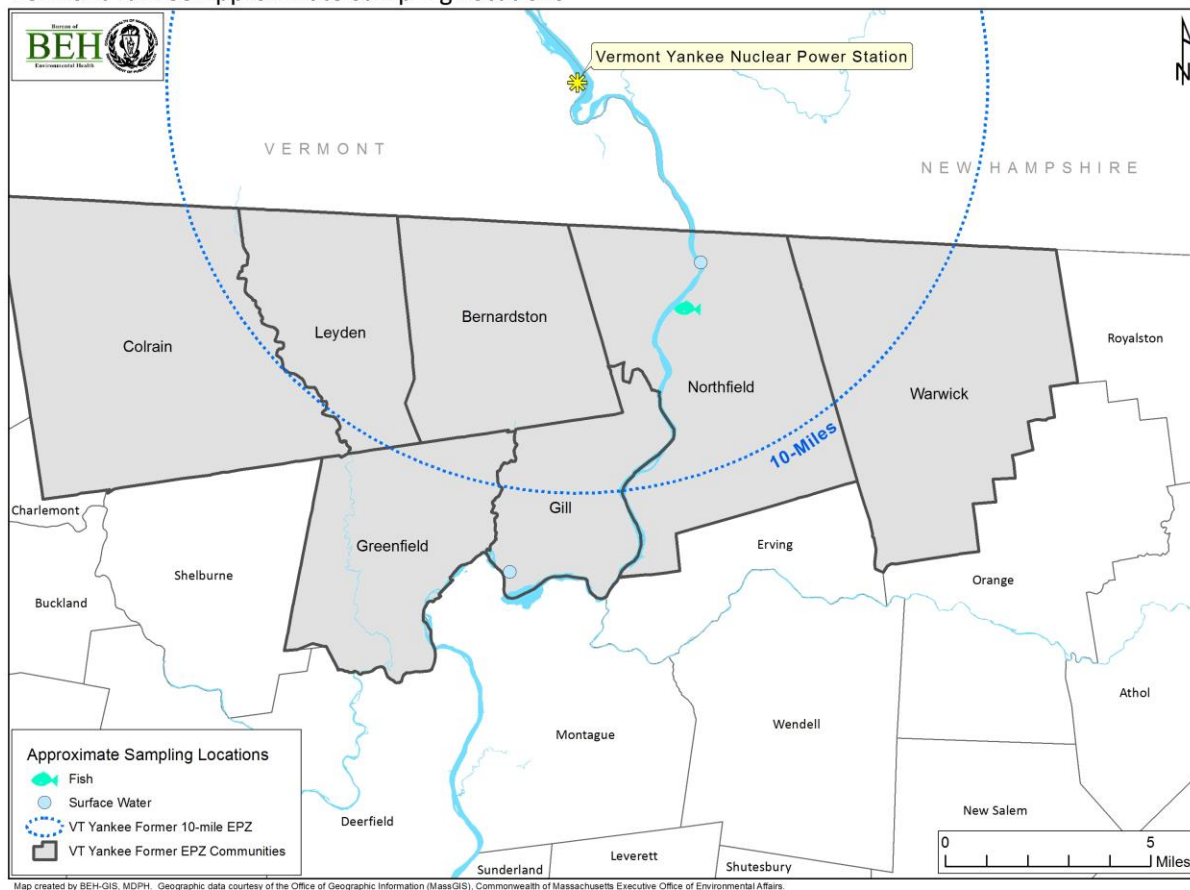 Bureau of
BEH
Environmental Health
Vermont Yankee Nuclear Power Station
N
VERMONT
NEW HAMPSHIRE
Colrain
Leyden
Bernardston
Northfield
Warwick
Royalston
10-Miles
Charlemont
Greenfield
Gill
Erving
Shelburne
Orange
Buckland
Athol
Montague
Wendell
Approximate Sampling Locations
Fish
Surface Water
VT Yankee Former 10-mile EPZ
VT Yankee Former EPZ Communities
Deerfield
New Salem
Sunderland
Leverett
Shutesbury
0 5
Miles
Map created by BEH-GIS, MDPH. Geographic data courtesy of the Office of Geographic Information (MassGIS), Commonwealth of Massachusetts Executive Office of Environmental Affairs.